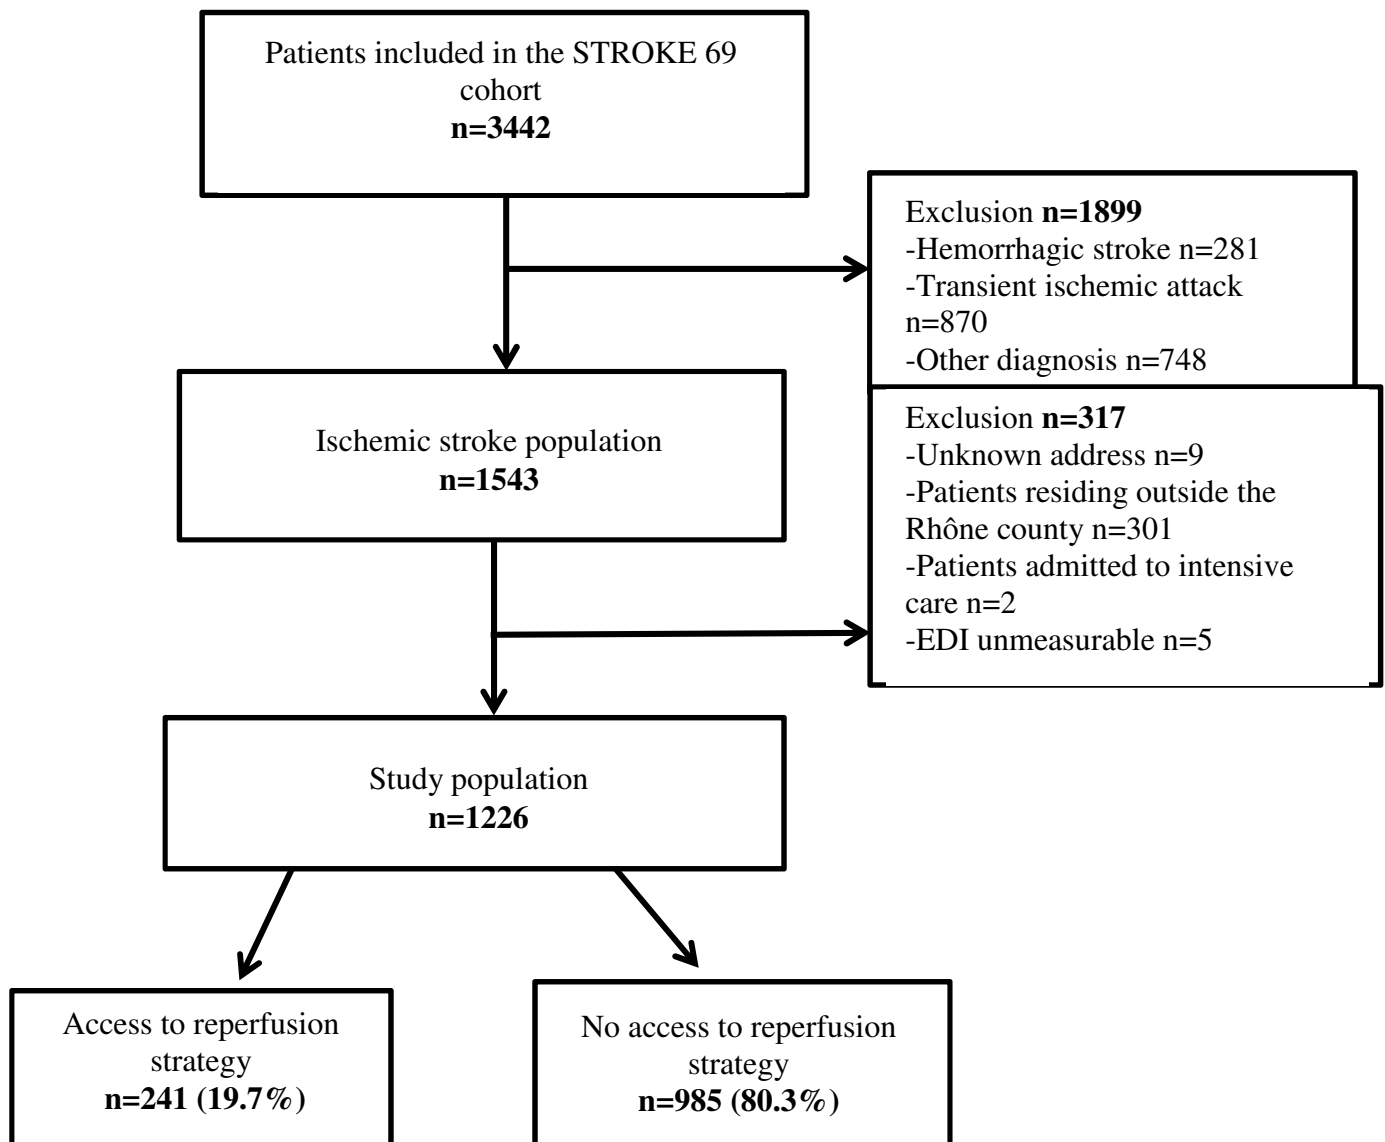 Patients included in the STROKE 69
cohort
n=3442
Exclusion n=1899
-Hemorrhagic stroke n=281
-Transient ischemic attack
n=870
-Other diagnosis n=748
Ischemic stroke population
n=1543
Exclusion n=317
-Unknown address n=9
-Patients residing outside the
Rhône county n=301
-Patients admitted to intensive
care n=2
-EDI unmeasurable n=5
Study population
n=1226
Access to reperfusion
strategy
n=241 (19.7%)
No access to reperfusion
strategy
n=985 (80.3%)